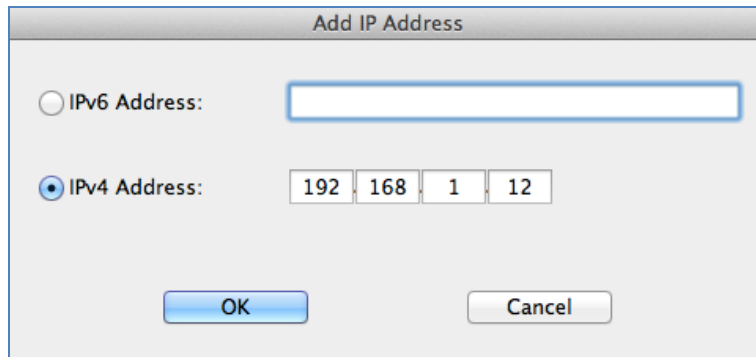 Add IP Address
IPv6 Address:
IPv4 Address: 192 . 168 . 1 . 12
OK Cancel